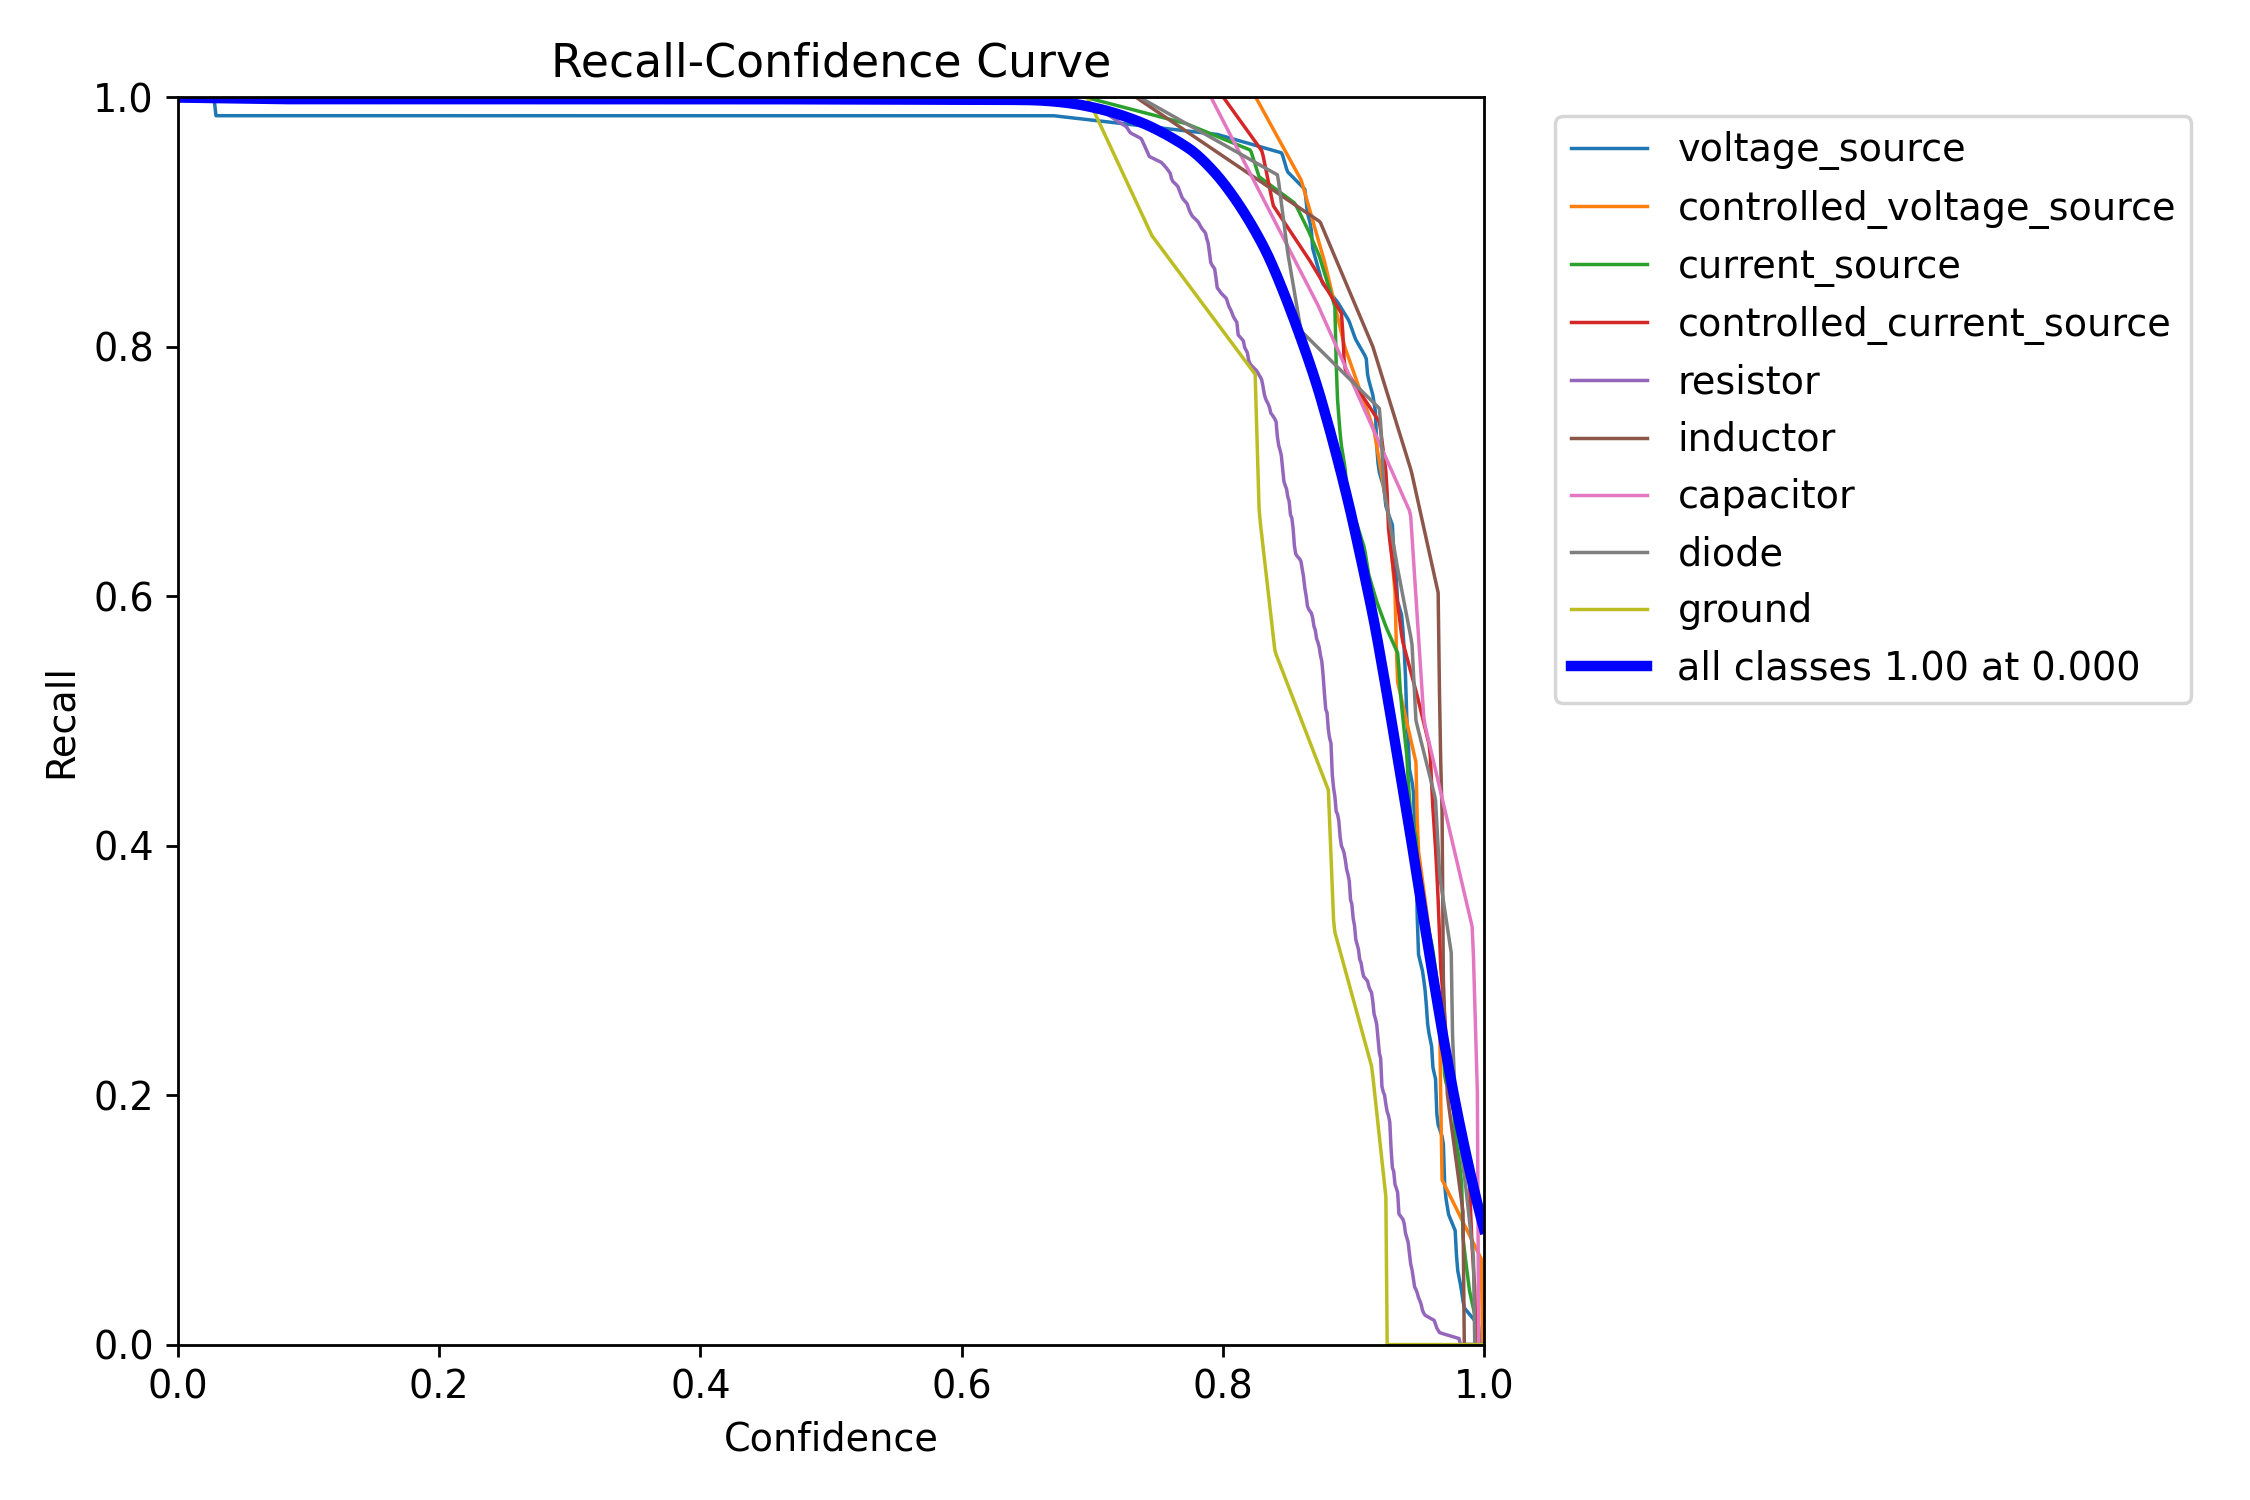 Recall-Confidence Curve
1.0
0.8
0.6
0.4
0.2
0.0
Recall
0.0 0.2 0.4 0.6 0.8 1.0
Confidence
voltage_source
controlled_voltage_source
current_source
controlled_current_source
resistor
inductor
capacitor
diode
ground
all classes 1.00 at 0.000